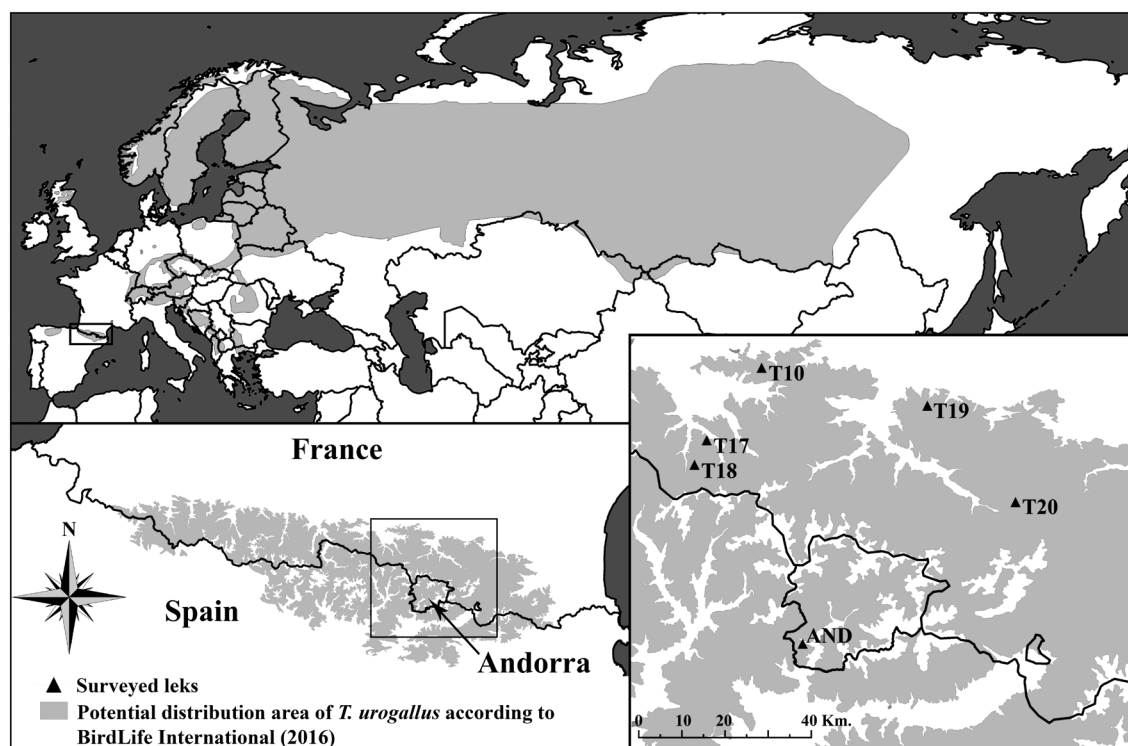 France
N
Spain
Andorra
▲ Surveyed leks
Potential distribution area of T. urogallus according to
BirdLife International (2016)
T10
T19
T17
T18
T20
AND
0 10 20 40 Km.